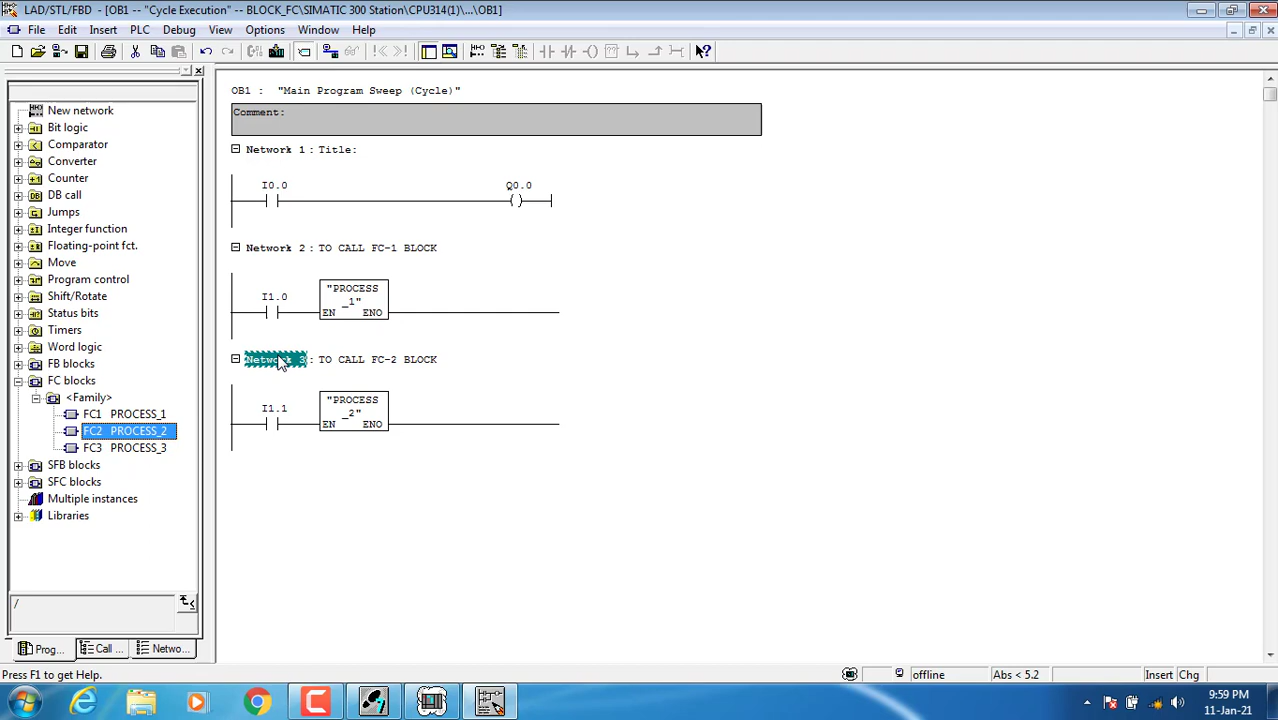 LAD/STL/FBD - [OB1 -- "Cycle Execution" -- BLOCK_FC\SIMATIC 300 Station\CPU314(1)\...\OB1]
File Edit Insert PLC Debug View Options Window Help
New network
Bit logic
Comparator
Converter
Counter
DB call
Jumps
Integer function
Floating-point fct.
Move
Program control
Shift/Rotate
Status bits
Timers
Word logic
FB blocks
FC blocks
<Family>
FC1 PROCESS_1
FC2 PROCESS_2
FC3 PROCESS_3
SFB blocks
SFC blocks
Multiple instances
Libraries
/
Prog... Call ... Netwo...
OB1 : "Main Program Sweep (Cycle)"
Comment:
Network 1 : Title:
I0.0 Q0.0
Network 2 : TO CALL FC-1 BLOCK
I1.0
"PROCESS
_1"
EN ENO
Network 3 : TO CALL FC-2 BLOCK
I1.1
"PROCESS
_2"
EN ENO
Press F1 to get Help. offline Abs < 5.2 Insert Chg
9:59 PM
11-Jan-21